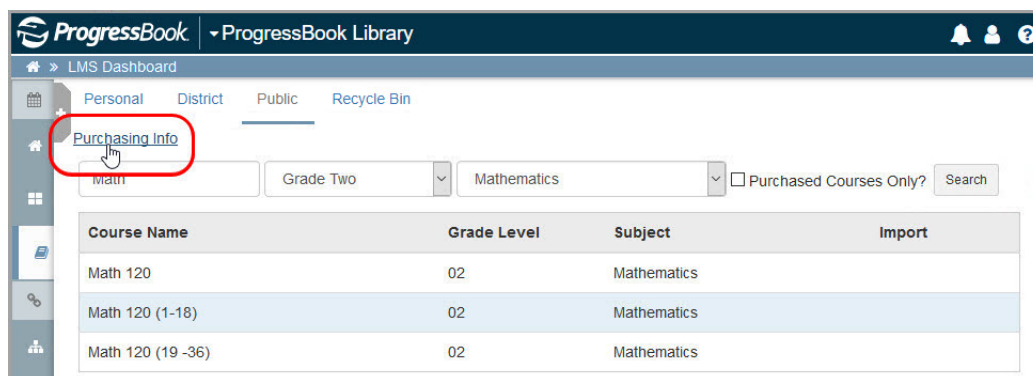 ProgressBook ProgressBook Library
» LMS Dashboard
Personal District Public Recycle Bin
Purchasing Info
Math Grade Two Mathematics Purchased Courses Only? Search
Course Name Grade Level Subject Import
Math 120 02 Mathematics
Math 120 (1-18) 02 Mathematics
Math 120 (19 -36) 02 Mathematics